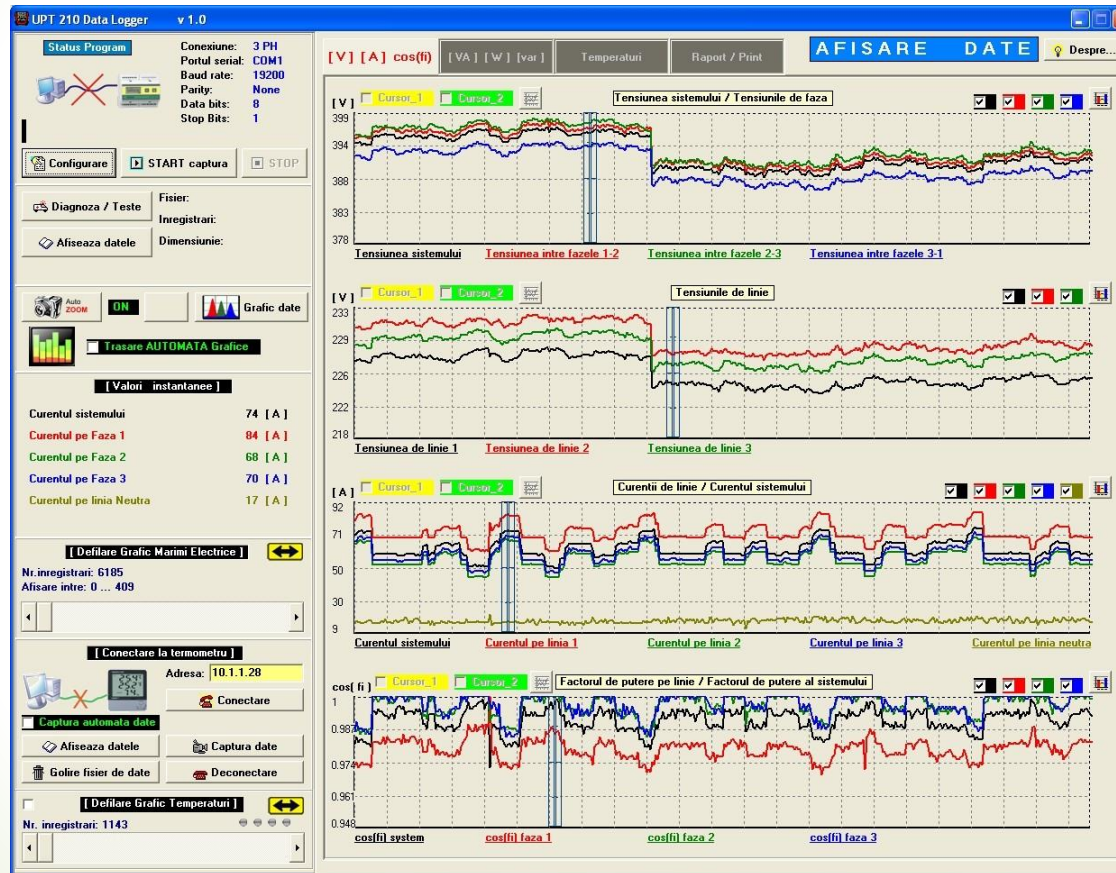 UPT 210 Data Logger v 1.0
Status Program
Conexiune: 3 PH
Portul serial: COM1
Baud rate: 19200
Parity: None
Data bits: 8
Stop Bits: 1
Configurare
START captura
STOP
Diagnoza / Teste
Afiseaza datele
Fisier:
Inregistrari:
Dimensiunie:
Auto ZOOM
ON
Grafic date
Trasare AUTOMATA Grafice
[ Valori instantanee ]
Curentul sistemului 74 [ A ]
Curentul pe Faza 1 84 [ A ]
Curentul pe Faza 2 68 [ A ]
Curentul pe Faza 3 70 [ A ]
Curentul pe linia Neutra 17 [ A ]
[ Defilare Grafic Marimi Electrice ]
Nr.inregistrari: 6185
Afisare intre: 0 ... 409
[ Conectare la termometru ]
Adresa: 10.1.1.28
Conectare
Captura automata date
Afiseaza datele
Captura date
Golire fisier de date
Deconectare
[ Defilare Grafic Temperaturi ]
Nr. inregistrari: 1143
[V] [A] cos(fi)
[VA] [W] [var]
Temperaturi
Raport / Print
AFISARE DATE
Despre...
[V] Cursor_1 Cursor_2
Tensiunea sistemului / Tensiunile de faza
399
394
388
383
378
Tensiunea sistemului Tensiunea intre fazele 1-2 Tensiunea intre fazele 2-3 Tensiunea intre fazele 3-1
[V] Cursor_1 Cursor_2
Tensiunile de linie
233
229
226
222
218
Tensiunea de linie 1 Tensiunea de linie 2 Tensiunea de linie 3
[A] Cursor_1 Cursor_2
Curentii de linie / Curentul sistemului
92
71
50
30
9
Curentul sistemului Curentul pe linia 1 Curentul pe linia 2 Curentul pe linia 3 Curentul pe linia neutra
cos( fi ) Cursor_1 Cursor_2
Factorul de putere pe linie / Factorul de putere al sistemului
1
0.987
0.974
0.961
0.948
cos(fi) system cos(fi) faza 1 cos(fi) faza 2 cos(fi) faza 3